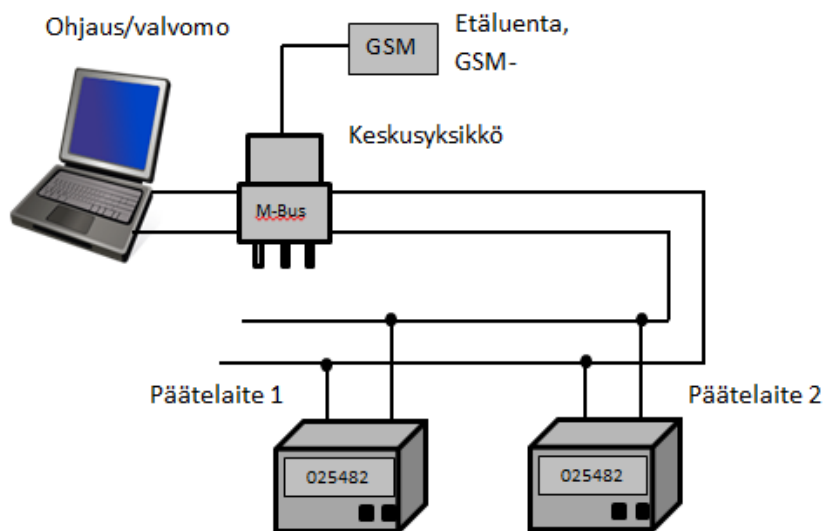 Ohjaus/valvomo
GSM
Etäluenta,
GSM-
Keskusyksikkö
M-Bus
Päätelaite 1
Päätelaite 2
025482
025482